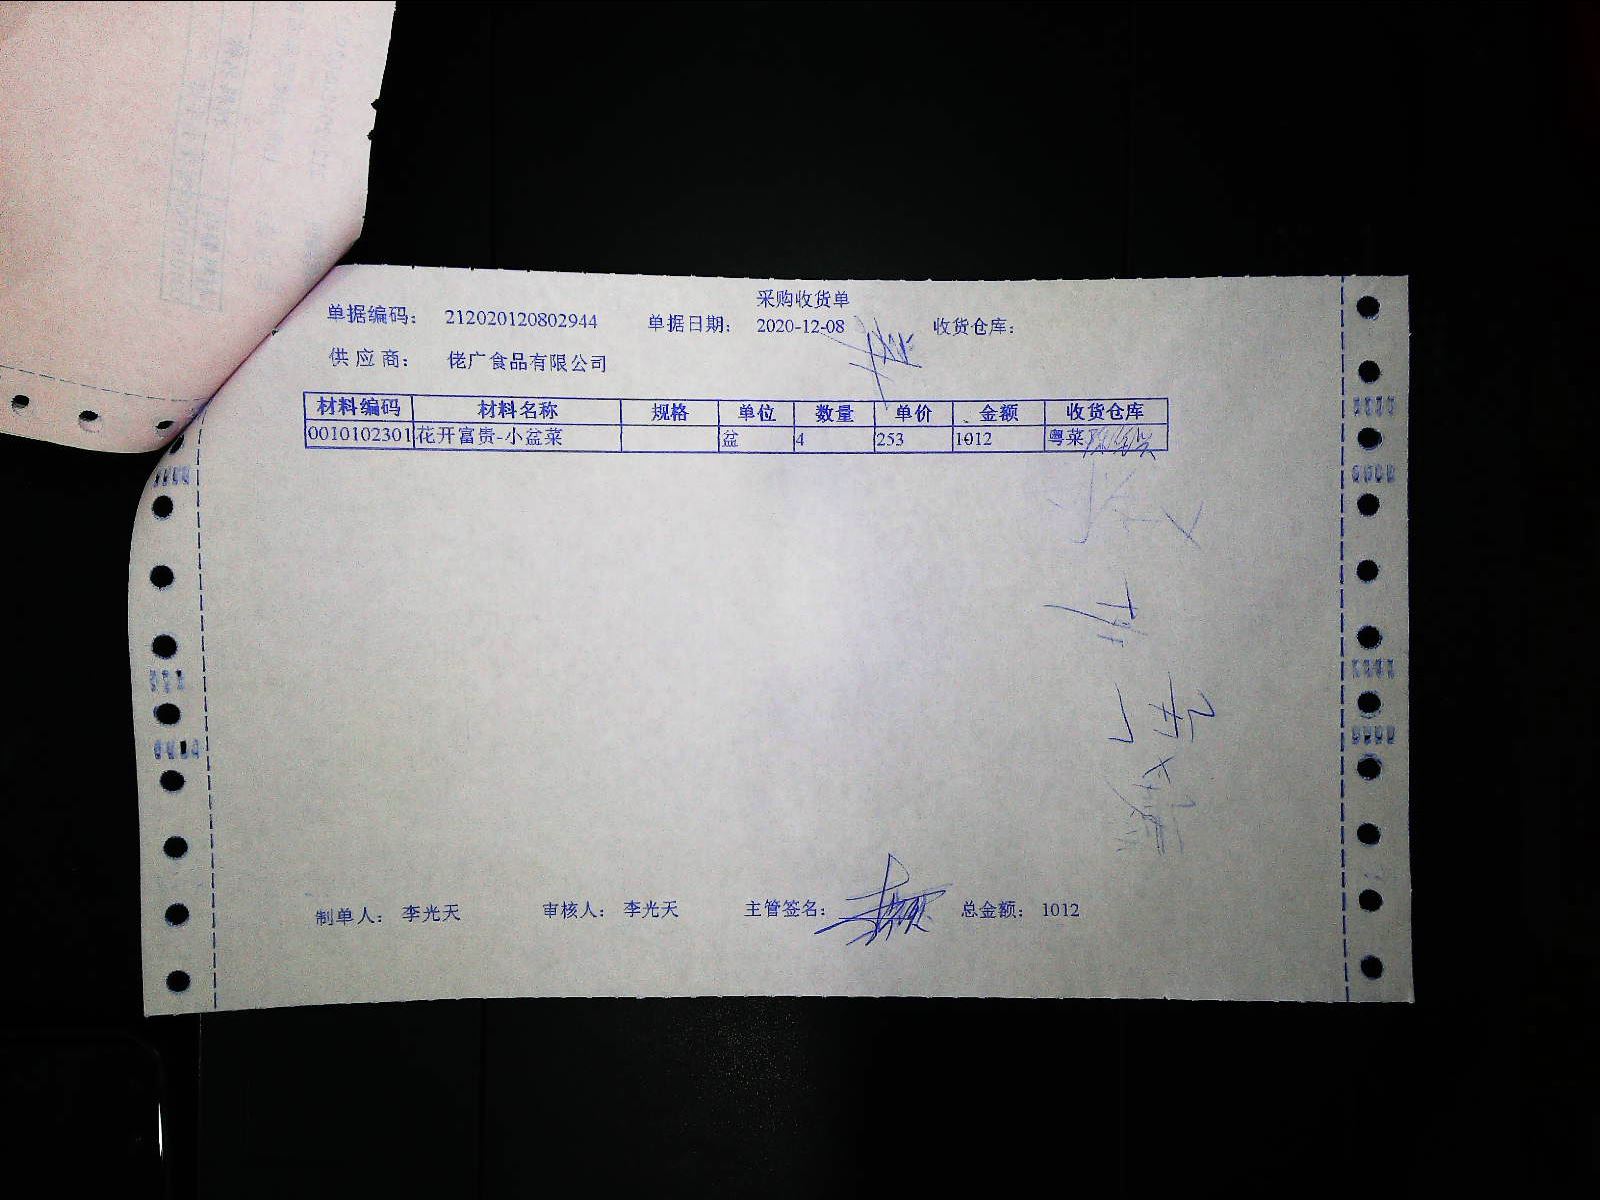 采购收货单
单据编码： 212020120802944 单据日期： 2020-12-08 收货仓库：
供应商： 佬广食品有限公司
材料编码 材料名称 规格 单位 数量 单价 金额 收货仓库
0010102301 花开富贵-小盆菜 盆 4 253 1012 粤菜
制单人： 李光天 审核人： 李光天 主管签名： 总金额： 1012